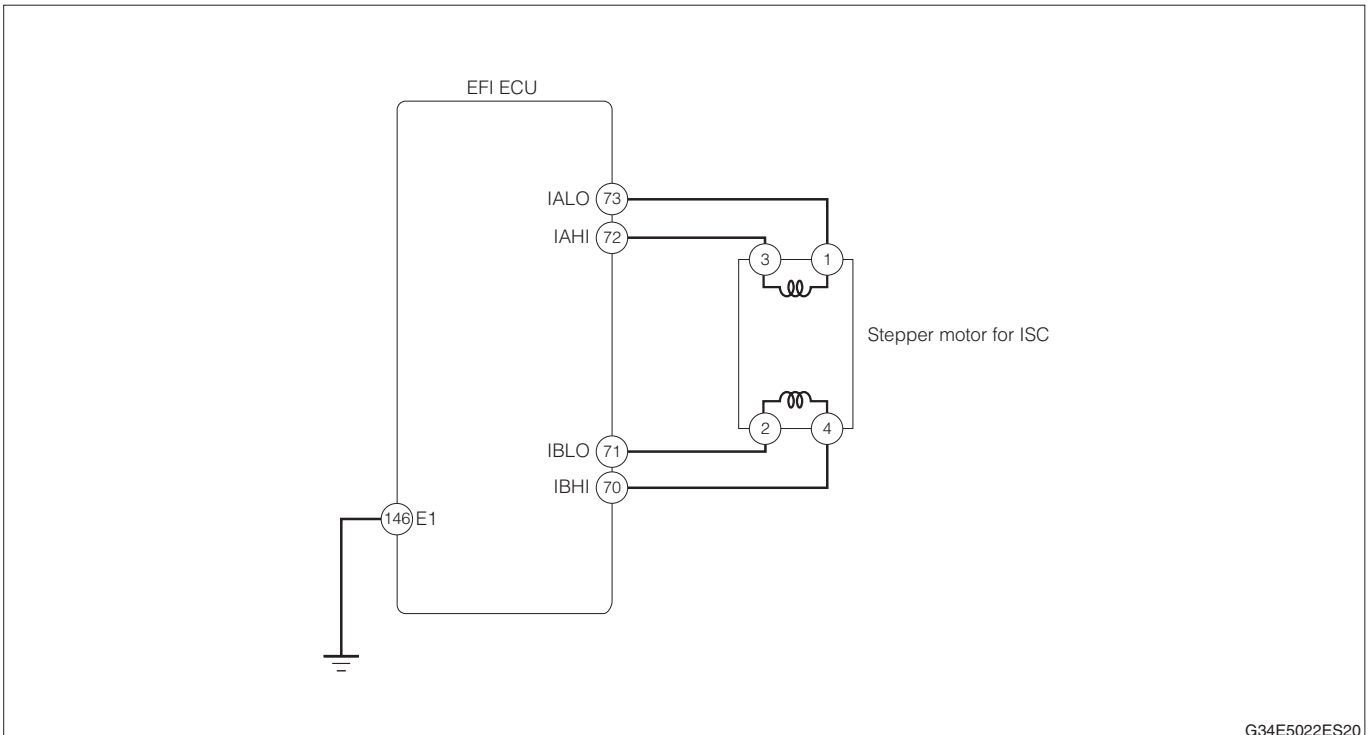 EFI ECU
IALO 73
IAHI 72
3 1
Stepper motor for ISC
2 4
IBLO 71
IBHI 70
146 E1
G34E5022ES20